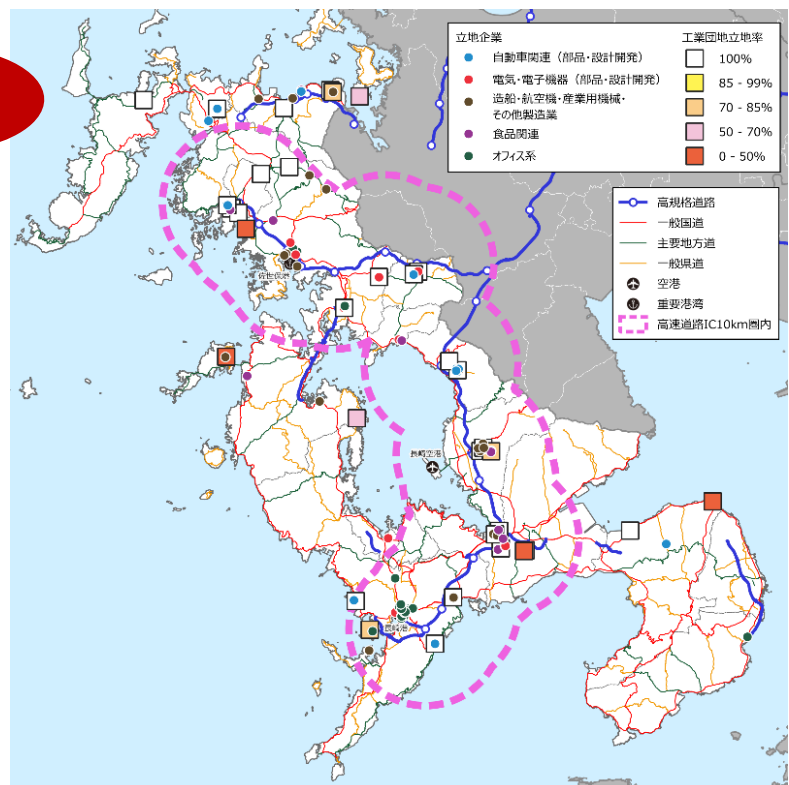 立地企業
自動車関連（部品・設計開発）
電気・電子機器（部品・設計開発）
造船・航空機・産業用機械・
その他製造業
食品関連
オフィス系
工業団地立地率
100%
85 - 99%
70 - 85%
50 - 70%
0 - 50%
高規格道路
一般国道
主要地方道
一般県道
空港
重要港湾
高速道路IC10km圏内
佐世保港
長崎空港
長崎港